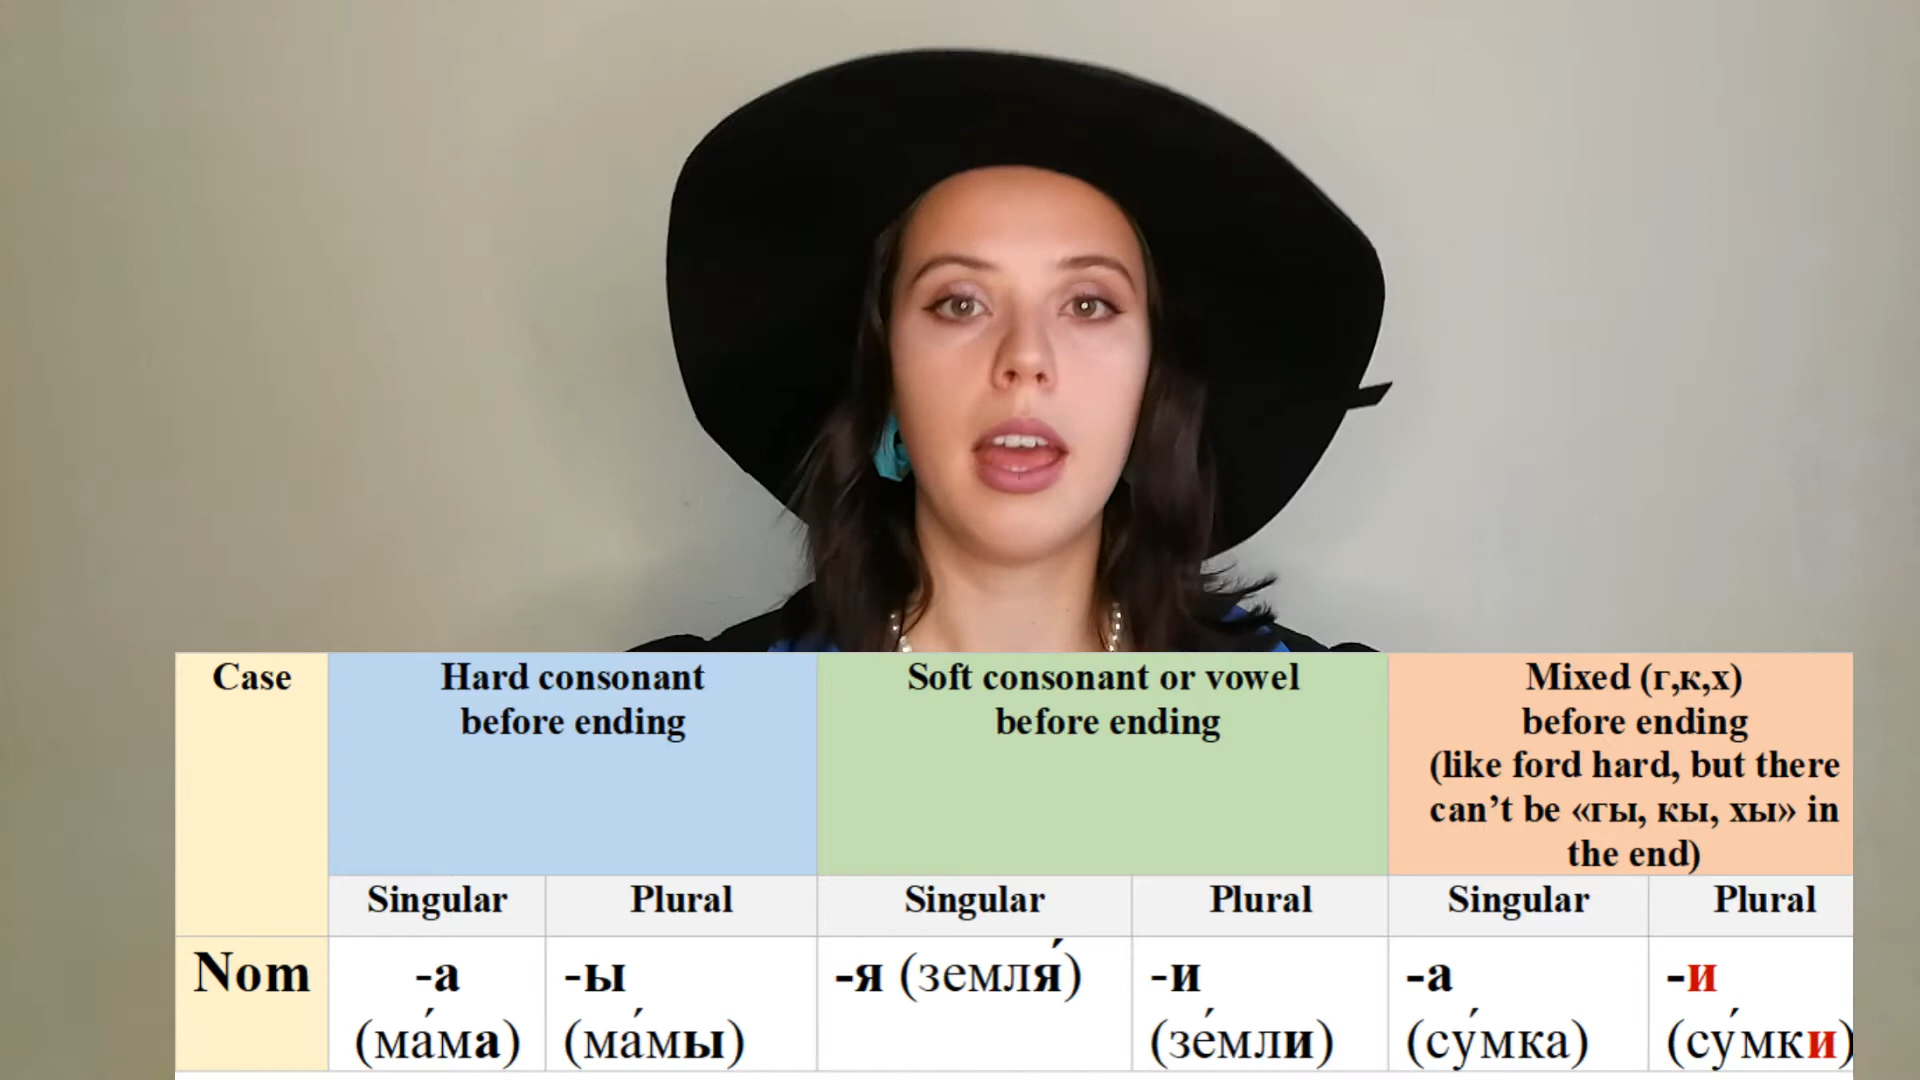 Case
Hard consonant
before ending
Soft consonant or vowel
before ending
Mixed (г,к,х)
before ending
(like ford hard, but there
can’t be «гы, кы, хы» in
the end)
Singular
Plural
Singular
Plural
Singular
Plural
Nom
-а
(ма́ма)
-ы
(ма́мы)
-я (земля́)
-и
(зе́мли)
-а
(су́мка)
-и
(су́мки)